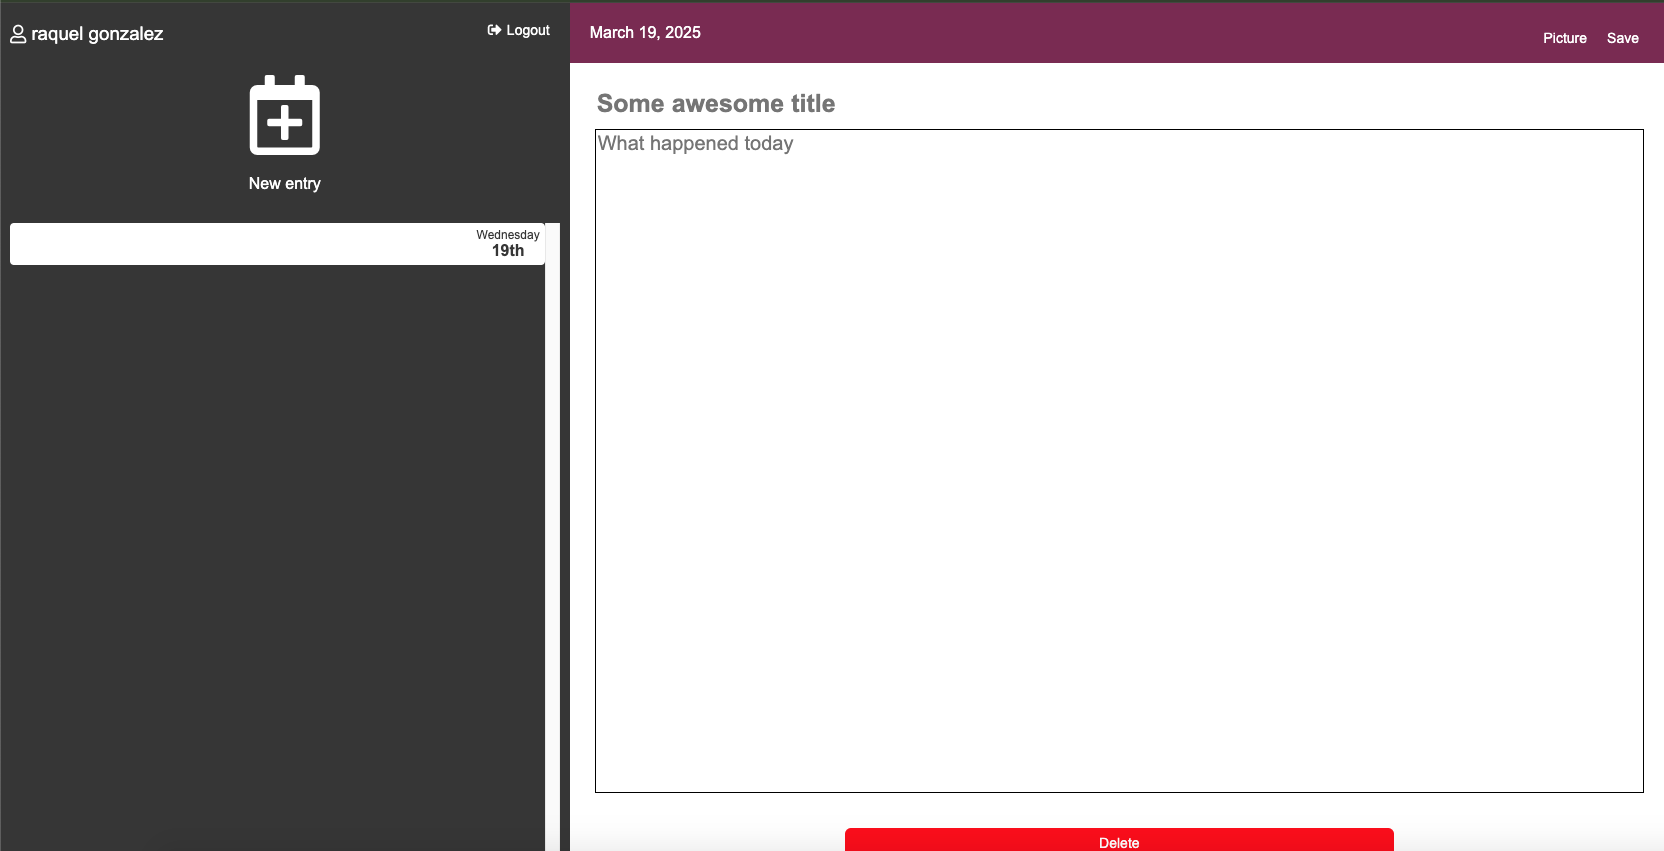 raquel gonzalez
Logout
New entry
Wednesday
19th
March 19, 2025
Picture
Save
Some awesome title
What happened today
Delete